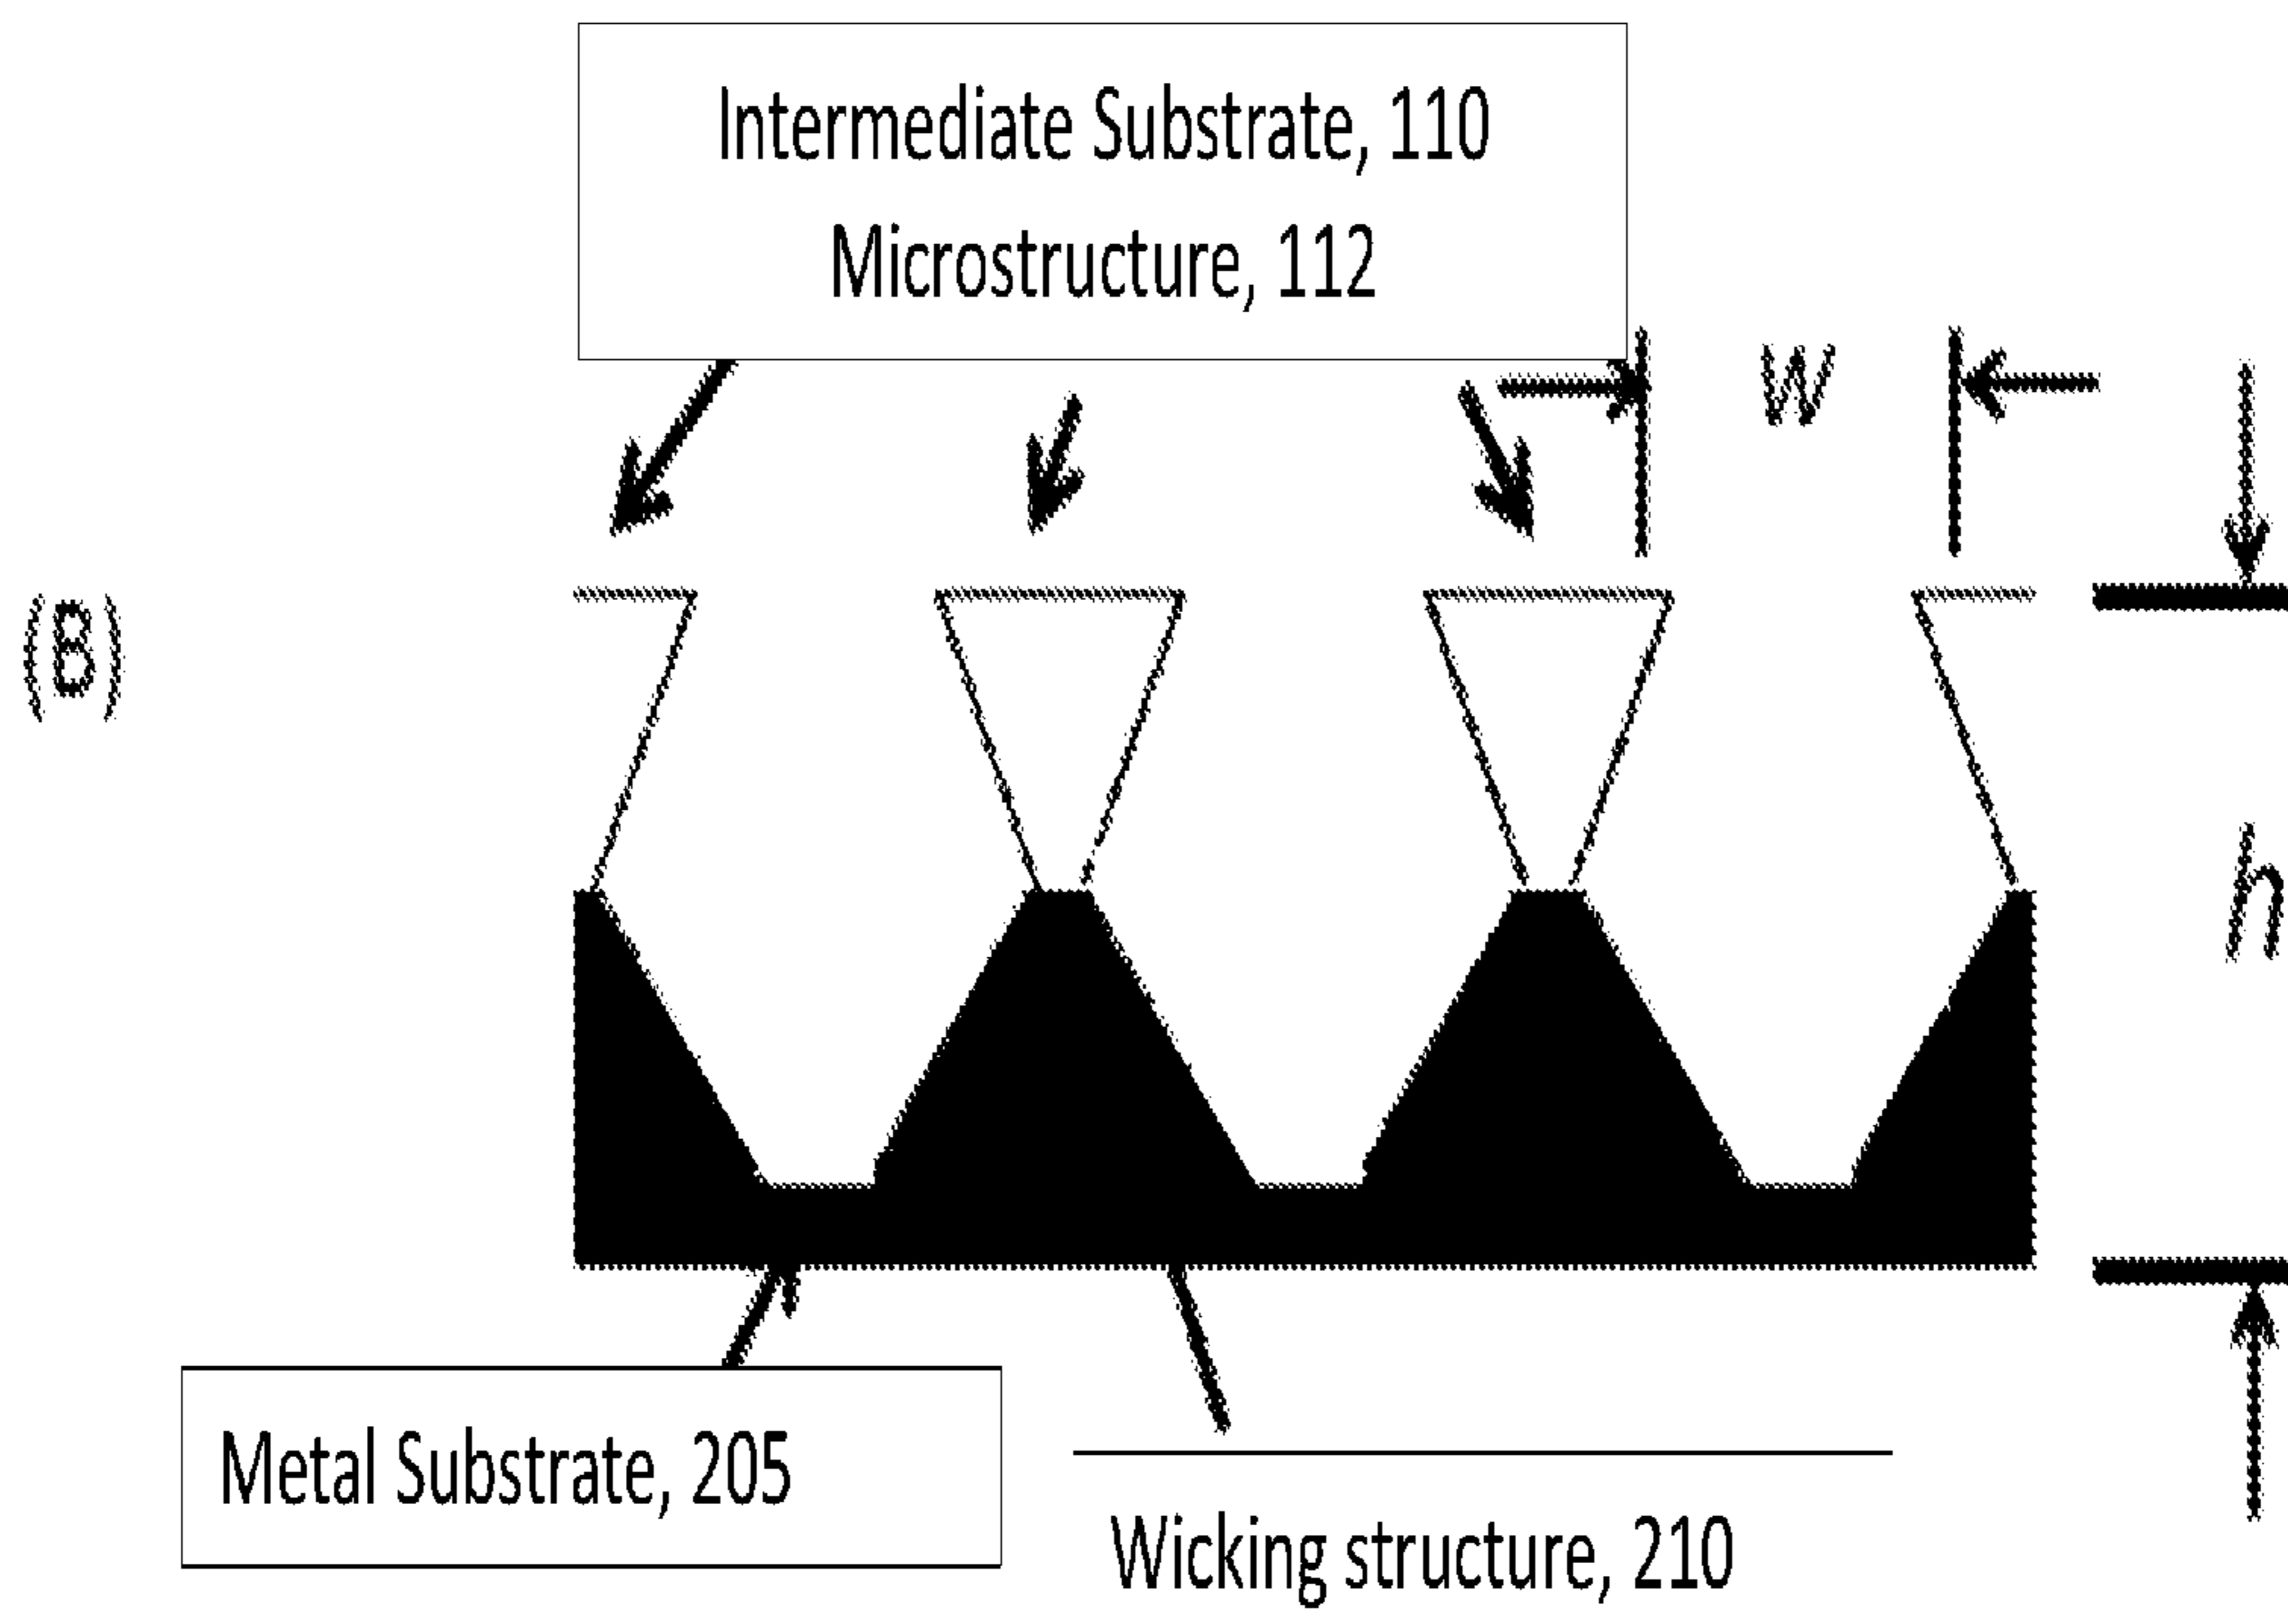 Intermediate Substrate, 110
Microstructure, 112
w
(B)
h
Metal Substrate, 205
Wicking structure, 210